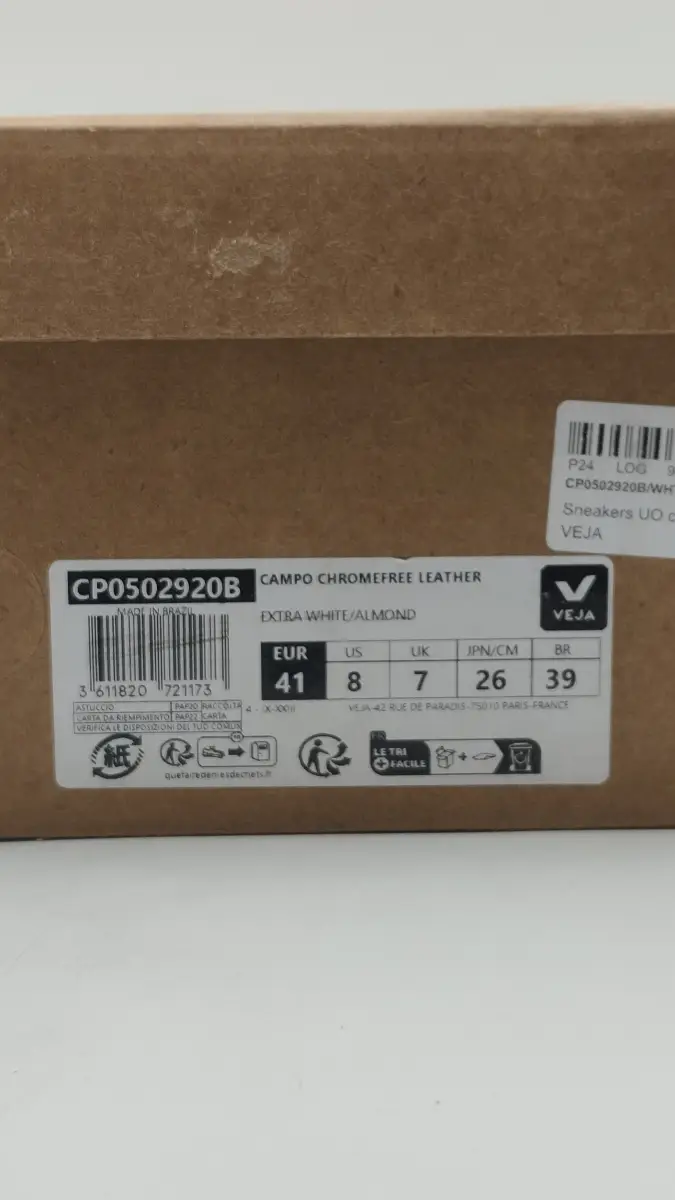 P24 LOG 9
CP0502920B/WH
Sneakers UO
VEJA
CP0502920B
CAMPO CHROMEFREE LEATHER
MADE IN BRAZIL
EXTRA WHITE/ALMOND
VEJA
EUR US UK JPN/CM BR
41 8 7 26 39
3 611820 721173
ASTUCCIO PAP20 RACCOLTA
CARTA DA RIEMPIMENTO PAP22 CARTA
VERIFICA LE DISPOSIZIONI DEL TUO COMUNE
VEJA-42 RUE DE PARADIS-75010 PARIS-FRANCE
紙
quefairedemesdechets.fr
LE TRI
+ FACILE